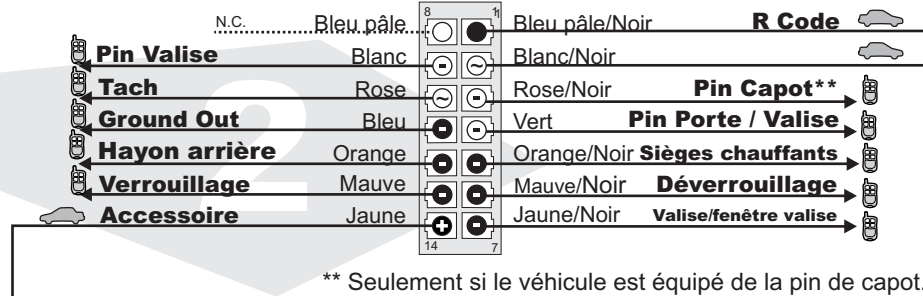 N.C. Bleu pâle 8 1 Bleu pâle/Noir R Code
Pin Valise Blanc - ~ Blanc/Noir
Tach Rose ~ - Rose/Noir Pin Capot**
Ground Out Bleu - - Vert Pin Porte / Valise
Hayon arrière Orange - - Orange/Noir Sièges chauffants
Verrouillage Mauve - - Mauve/Noir Déverrouillage
Accessoire Jaune + - Jaune/Noir Valise/fenêtre valise
14 7
2
** Seulement si le véhicule est équipé de la pin de capot.